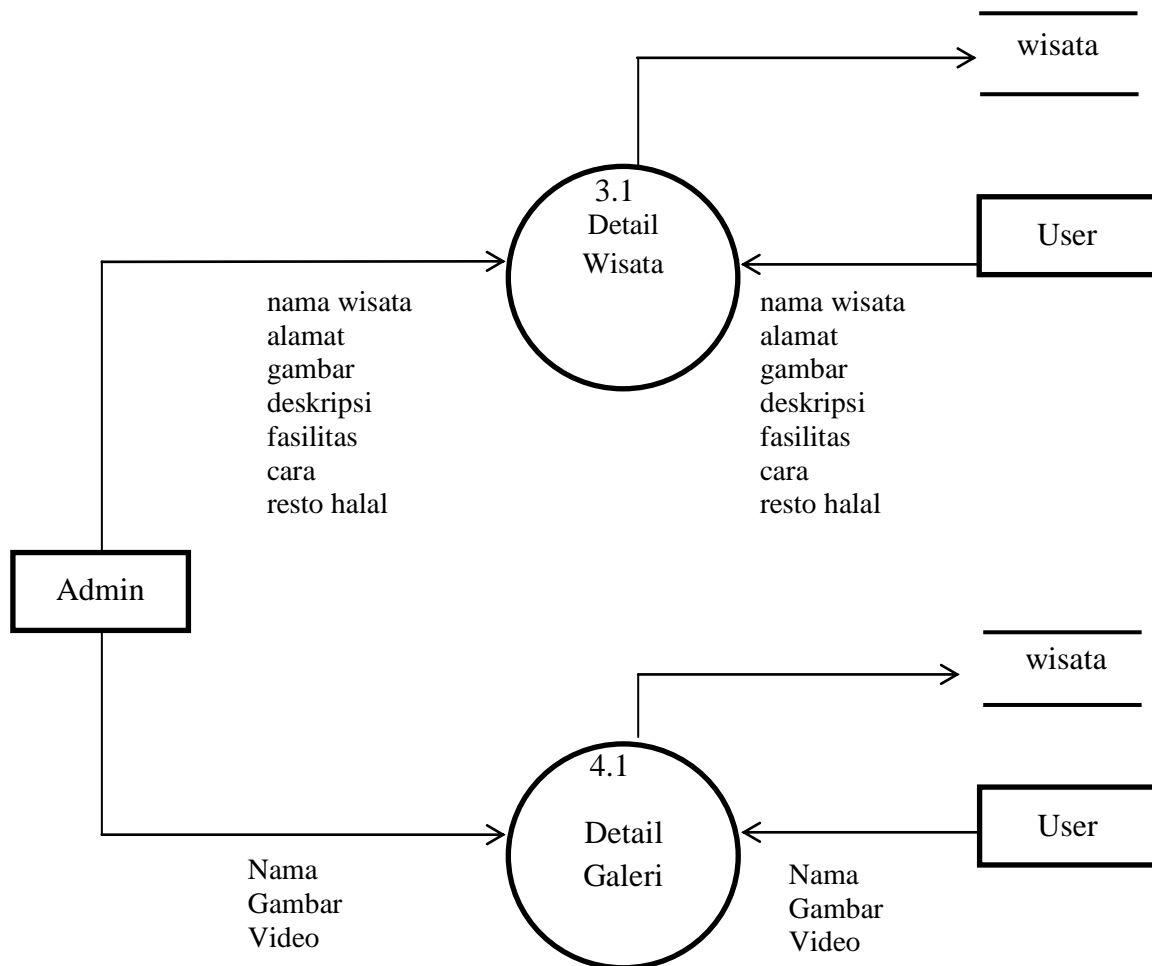 wisata
3.1
Detail
Wisata
User
nama wisata
alamat
gambar
deskripsi
fasilitas
cara
resto halal
nama wisata
alamat
gambar
deskripsi
fasilitas
cara
resto halal
Admin
wisata
4.1
Detail
Galeri
User
Nama
Gambar
Video
Nama
Gambar
Video